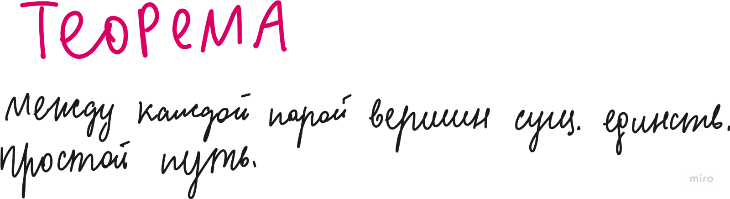 ТЕОРЕМА
между каждой парой вершин сущ. единств.
простой путь.
miro